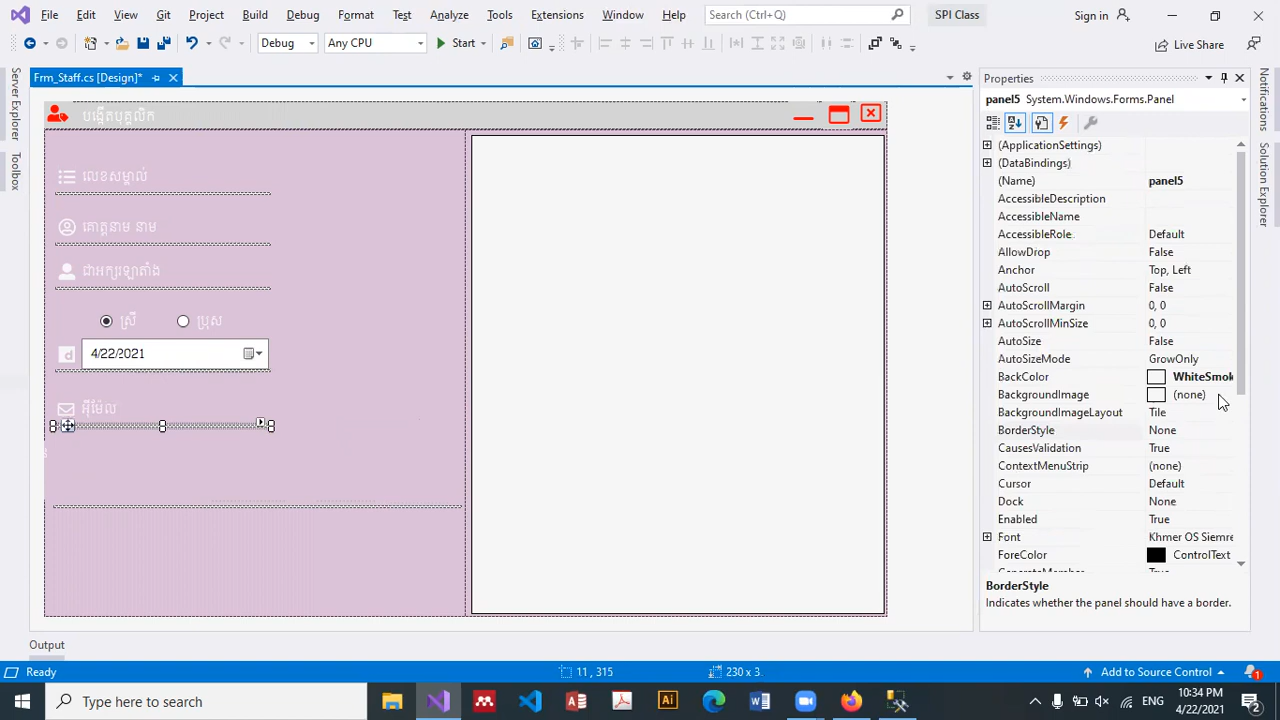 File Edit View Git Project Build Debug Format Test Analyze Tools Extensions Window Help Search (Ctrl+Q) SPI Class Sign in
Debug Any CPU Start Live Share
Server Explorer
Toolbox
Frm_Staff.cs [Design]*
បង្កើតបុគ្គលិក
លេខសម្គាល់
គោត្តនាម នាម
ជាអក្សរឡាតាំង
ស្រី ប្រុស
d 4/22/2021
អ៊ីម៉ែល
Properties
panel5 System.Windows.Forms.Panel
(ApplicationSettings)
(DataBindings)
(Name) panel5
AccessibleDescription
AccessibleName
AccessibleRole Default
AllowDrop False
Anchor Top, Left
AutoScroll False
AutoScrollMargin 0, 0
AutoScrollMinSize 0, 0
AutoSize False
AutoSizeMode GrowOnly
BackColor WhiteSmok
BackgroundImage (none)
BackgroundImageLayout Tile
BorderStyle None
CausesValidation True
ContextMenuStrip (none)
Cursor Default
Dock None
Enabled True
Font Khmer OS Siemre
ForeColor ControlText
GenerateMember True
BorderStyle
Indicates whether the panel should have a border.
Notifications
Solution Explorer
Output
Ready 11 , 315 230 x 3 Add to Source Control 1
Type here to search Ai ENG 10:34 PM
4/22/2021 2